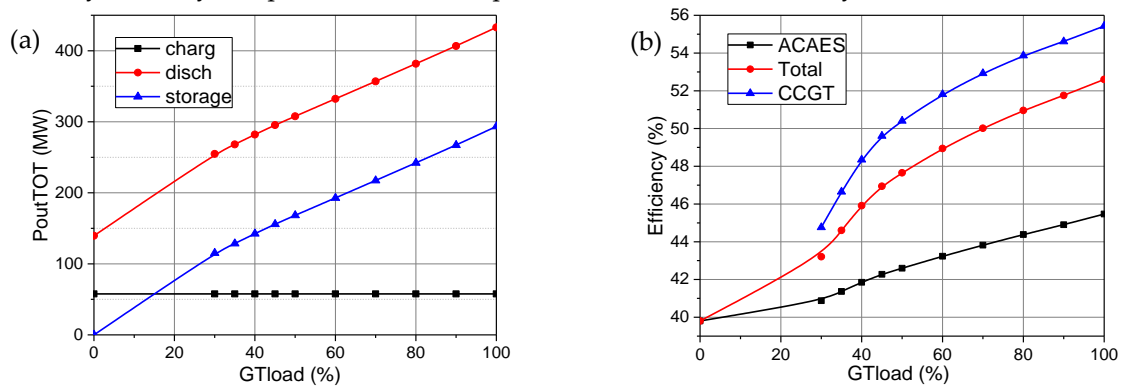 (a)
charg
disch
storage
PoutTOT (MW)
400
300
200
100
0
0 20 40 60 80 100
GTload (%)
(b)
ACAES
Total
CCGT
Efficiency (%)
56
54
52
50
48
46
44
42
40
0 20 40 60 80 100
GTload (%)